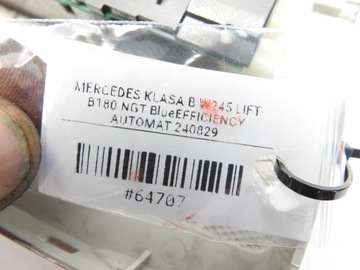 MERCEDES KLASA B W245 LIFT
B180 NGT BlueEFFICIENCY
AUTOMAT 240829
#64707